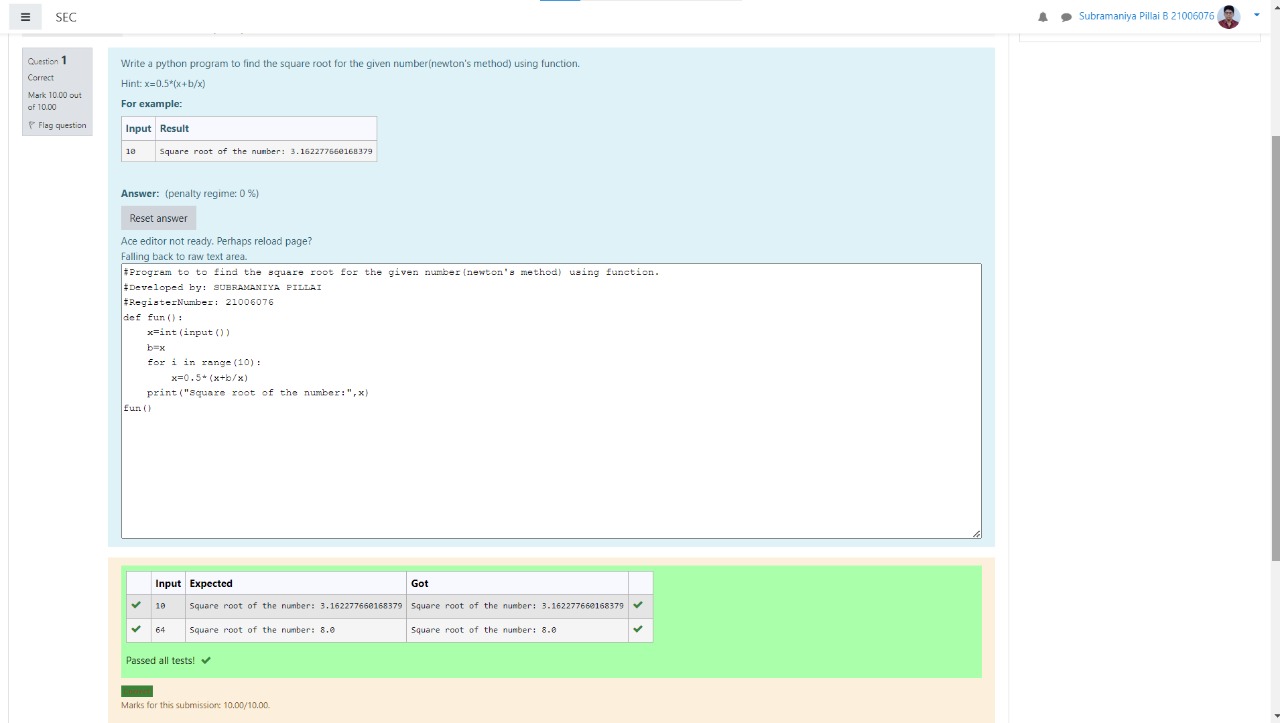 SEC
Subramaniya Pillai B 21006076
Question 1
Correct
Mark 10.00 out
of 10.00
Flag question
Write a python program to find the square root for the given number(newton's method) using function.
Hint: x=0.5*(x+b/x)
For example:
Input Result
10 Square root of the number: 3.162277660168379
Answer: (penalty regime: 0 %)
Reset answer
Ace editor not ready. Perhaps reload page?
Falling back to raw text area.
#Program to to find the square root for the given number(newton's method) using function.
#Developed by: SUBRAMANIYA PILLAI
#RegisterNumber: 21006076
def fun():
    x=int(input())
    b=x
    for i in range(10):
        x=0.5*(x+b/x)
    print("Square root of the number:",x)
fun()
Input Expected Got
10 Square root of the number: 3.162277660168379 Square root of the number: 3.162277660168379
64 Square root of the number: 8.0 Square root of the number: 8.0
Passed all tests!
Marks for this submission: 10.00/10.00.